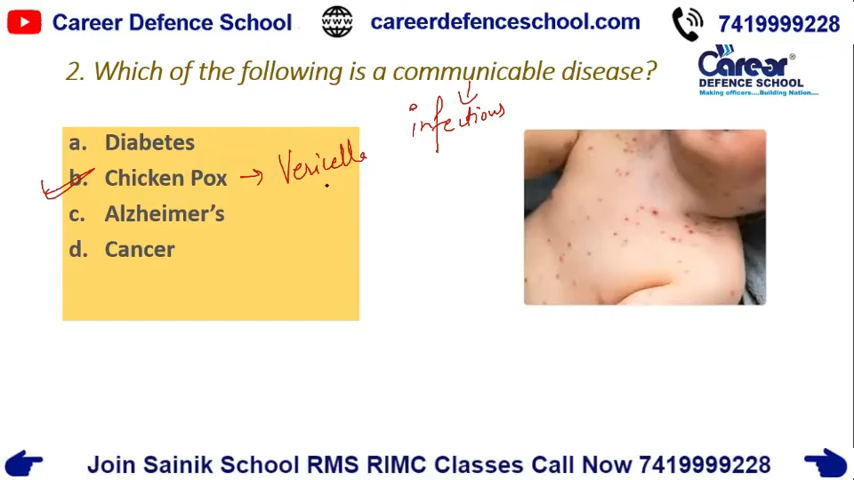 Career Defence School careerdefenceschool.com 7419999228
2. Which of the following is a communicable disease?
Career
DEFENCE SCHOOL
Making officers....Building Nation.
infectious
a. Diabetes
b. Chicken Pox → Vericella
c. Alzheimer's
d. Cancer
Join Sainik School RMS RIMC Classes Call Now 7419999228